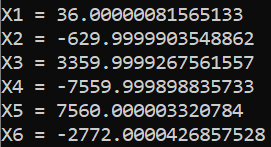 X1 = 36.00000081565133
X2 = -629.9999903548862
X3 = 3359.9999267561557
X4 = -7559.999898835733
X5 = 7560.000003320784
X6 = -2772.0000426857528